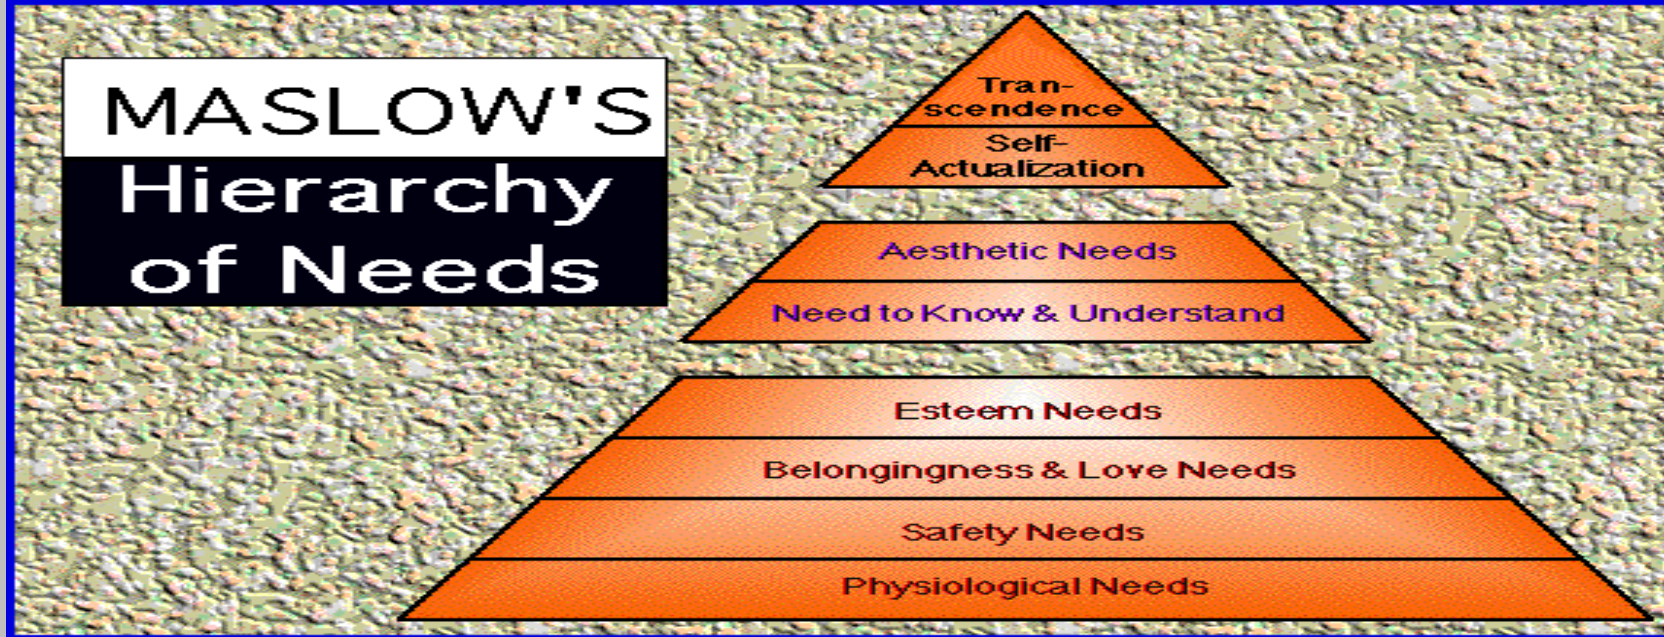 MASLOW'S
Hierarchy
of Needs
Tran-
scendence
Self-
Actualization
Aesthetic Needs
Need to Know & Understand
Esteem Needs
Belongingness & Love Needs
Safety Needs
Physiological Needs